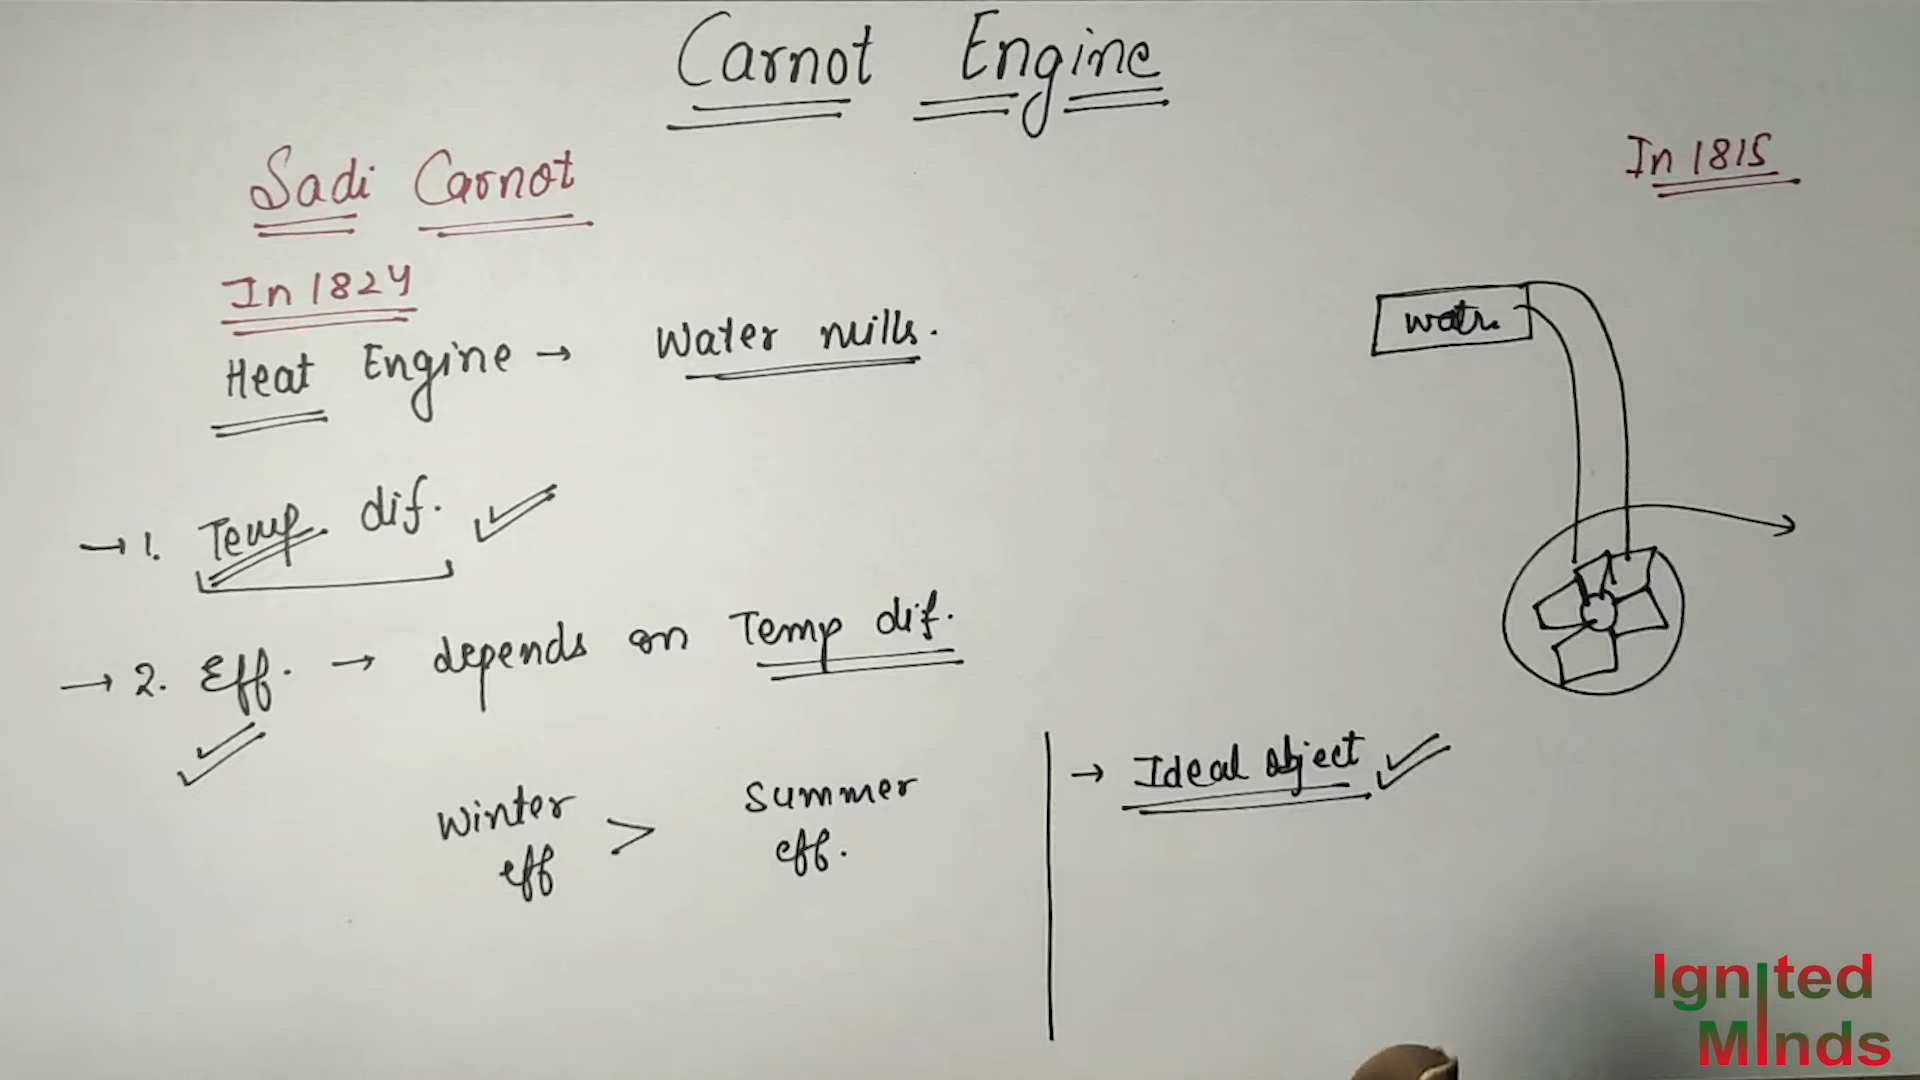 Carnot Engine
Sadi Carnot
In 1815
In 1824
Heat Engine → Water mills.
→ 1. Temp. dif.
→ 2. Eff. → depends on Temp dif.
Winter eff > Summer eff.
→ Ideal object
Ignited
Minds